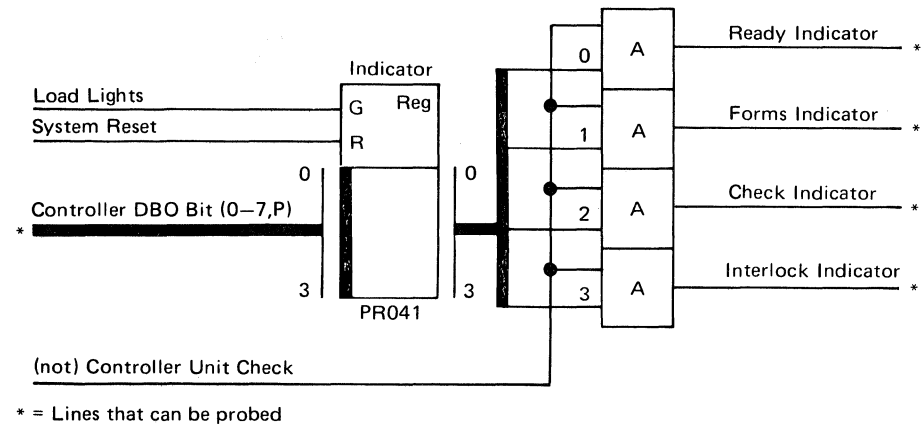 Ready Indicator
*
A
0
Indicator
Load Lights
G
Reg
System Reset
R
Forms Indicator
*
A
1
0
0
Controller DBO Bit (0–7,P)
*
Check Indicator
*
A
2
3
3
PR041
Interlock Indicator
*
A
3
(not) Controller Unit Check
* = Lines that can be probed